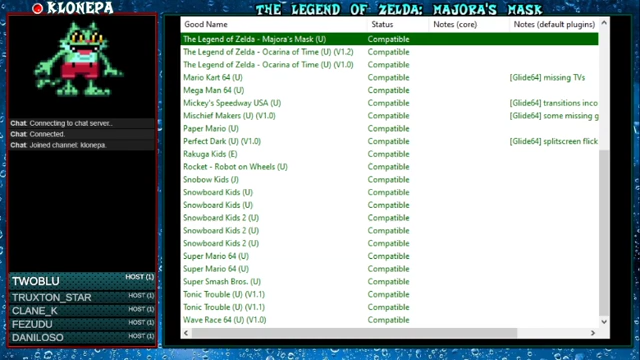 KLONEPA
THE LEGEND OF ZELDA: MAJORA'S MASK
Good Name Status Notes (core) Notes (default plugins)
The Legend of Zelda - Majora's Mask (U) Compatible
The Legend of Zelda - Ocarina of Time (U) (V1.2) Compatible
The Legend of Zelda - Ocarina of Time (U) (V1.0) Compatible
Mario Kart 64 (U) Compatible [Glide64] missing TVs
Mega Man 64 (U) Compatible
Mickey's Speedway USA (U) Compatible [Glide64] transitions inco
Mischief Makers (U) (V1.0) Compatible [Glide64] some missing g
Paper Mario (U) Compatible
Perfect Dark (U) (V1.0) Compatible [Glide64] splitscreen flick
Rakuga Kids (E) Compatible
Rocket - Robot on Wheels (U) Compatible
Snobow Kids (J) Compatible
Snowboard Kids (U) Compatible
Snowboard Kids (U) Compatible
Snowboard Kids 2 (U) Compatible
Snowboard Kids 2 (U) Compatible
Snowboard Kids 2 (U) Compatible
Super Mario 64 (U) Compatible
Super Mario 64 (U) Compatible
Super Smash Bros. (U) Compatible
Tonic Trouble (U) (V1.1) Compatible
Tonic Trouble (U) (V1.1) Compatible
Wave Race 64 (U) (V1.0) Compatible
Chat: Connecting to chat server..
Chat: Connected.
Chat: Joined channel: klonepa.
TWOBLU HOST (1)
TRUXTON_STAR HOST (1)
CLANE_K HOST (1)
FEZUDU HOST (1)
DANILOSO HOST (1)